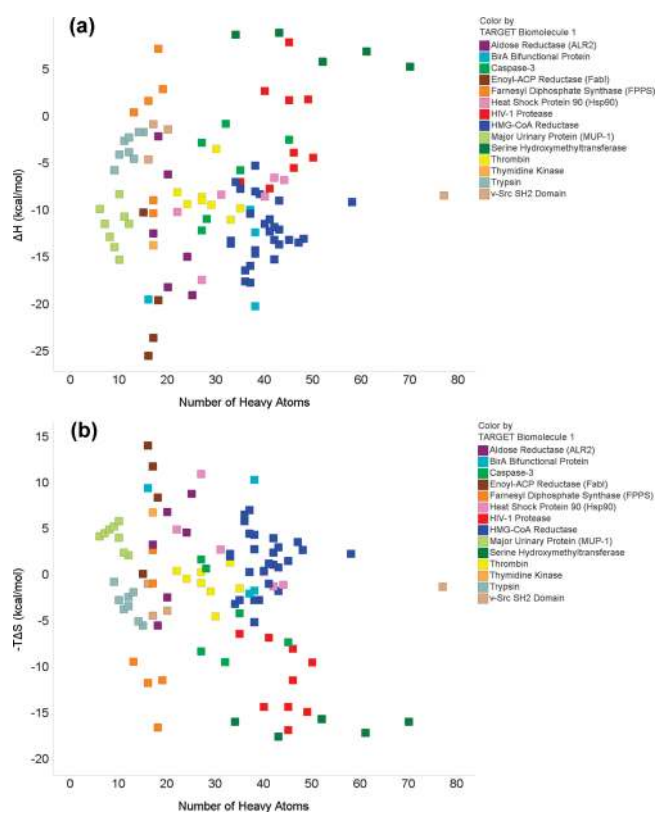 (a)
ΔH (kcal/mol)
5
0
-5
-10
-15
-20
-25
0 10 20 30 40 50 60 70 80
Number of Heavy Atoms
Color by
TARGET Biomolecule 1
Aldose Reductase (ALR2)
BirA Bifunctional Protein
Caspase-3
Enoyl-ACP Reductase (FabI)
Farnesyl Diphosphate Synthase (FPPS)
Heat Shock Protein 90 (Hsp90)
HIV-1 Protease
HMG-CoA Reductase
Major Urinary Protein (MUP-1)
Serine Hydroxymethyltransferase
Thrombin
Thymidine Kinase
Trypsin
v-Src SH2 Domain
(b)
-TΔS (kcal/mol)
15
10
5
0
-5
-10
-15
-20
0 10 20 30 40 50 60 70 80
Number of Heavy Atoms
Color by
TARGET Biomolecule 1
Aldose Reductase (ALR2)
BirA Bifunctional Protein
Caspase-3
Enoyl-ACP Reductase (FabI)
Farnesyl Diphosphate Synthase (FPPS)
Heat Shock Protein 90 (Hsp90)
HIV-1 Protease
HMG-CoA Reductase
Major Urinary Protein (MUP-1)
Serine Hydroxymethyltransferase
Thrombin
Thymidine Kinase
Trypsin
v-Src SH2 Domain